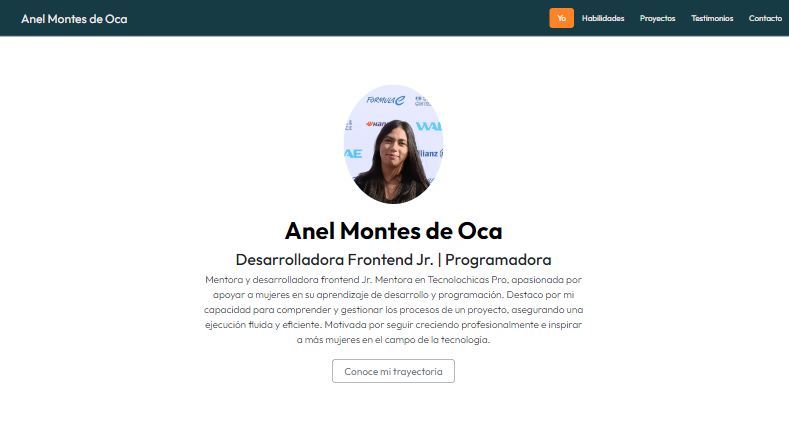 Anel Montes de Oca
Yo Habilidades Proyectos Testimonios Contacto
FORMULA E
WAE
Allianz
Anel Montes de Oca
Desarrolladora Frontend Jr. | Programadora
Mentora y desarrolladora frontend Jr. Mentora en Tecnolochicas Pro, apasionada por
apoyar a mujeres en su aprendizaje de desarrollo y programación. Destaco por mi
capacidad para comprender y gestionar los procesos de un proyecto, asegurando una
ejecución fluida y eficiente. Motivada por seguir creciendo profesionalmente e inspirar
a más mujeres en el campo de la tecnología.
Conoce mi trayectoria